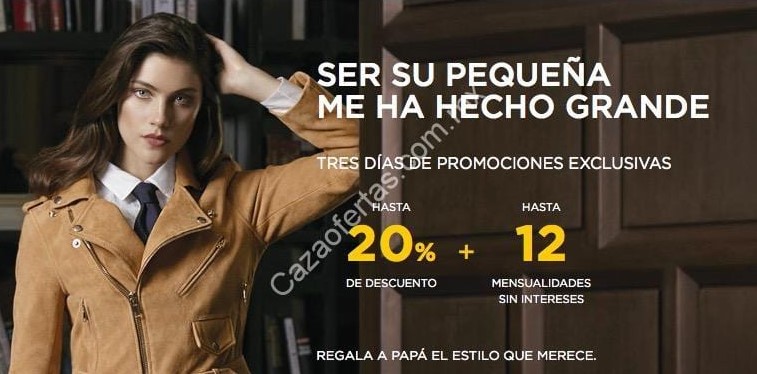 SER SU PEQUEÑA
ME HA HECHO GRANDE
TRES DÍAS DE PROMOCIONES EXCLUSIVAS
HASTA
20%
DE DESCUENTO
+
HASTA
12
MENSUALIDADES
SIN INTERESES
REGALA A PAPÁ EL ESTILO QUE MERECE.
Cazaofertas.com.mx